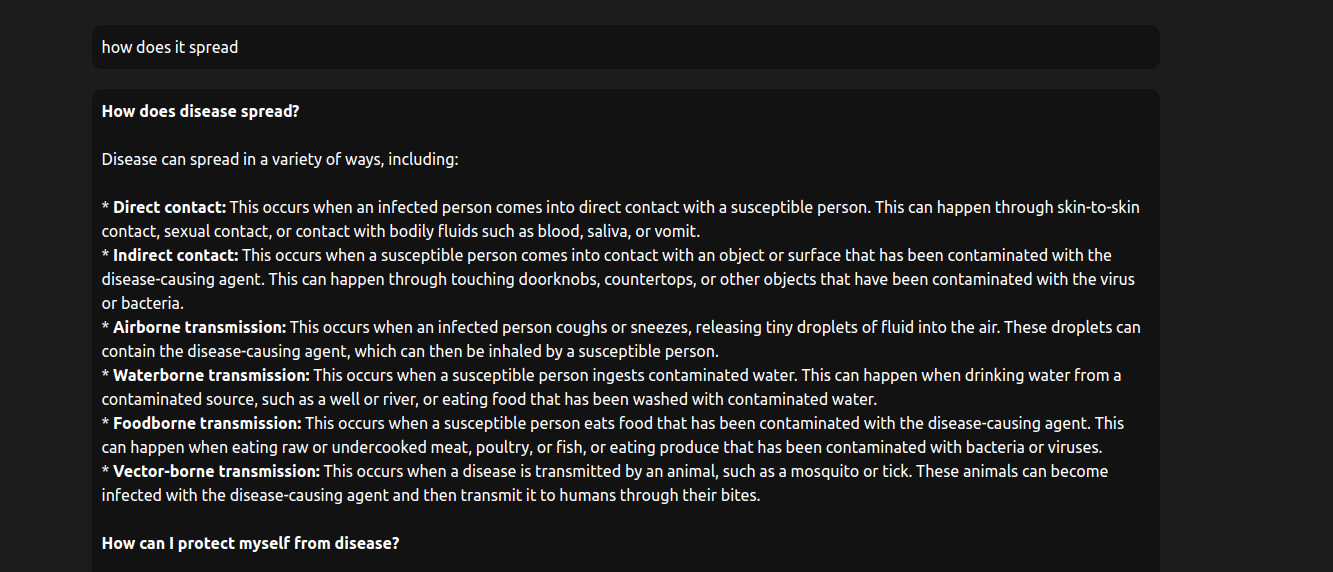 how does it spread
How does disease spread?
Disease can spread in a variety of ways, including:
* Direct contact: This occurs when an infected person comes into direct contact with a susceptible person. This can happen through skin-to-skin
contact, sexual contact, or contact with bodily fluids such as blood, saliva, or vomit.
* Indirect contact: This occurs when a susceptible person comes into contact with an object or surface that has been contaminated with the
disease-causing agent. This can happen through touching doorknobs, countertops, or other objects that have been contaminated with the virus
or bacteria.
* Airborne transmission: This occurs when an infected person coughs or sneezes, releasing tiny droplets of fluid into the air. These droplets can
contain the disease-causing agent, which can then be inhaled by a susceptible person.
* Waterborne transmission: This occurs when a susceptible person ingests contaminated water. This can happen when drinking water from a
contaminated source, such as a well or river, or eating food that has been washed with contaminated water.
* Foodborne transmission: This occurs when a susceptible person eats food that has been contaminated with the disease-causing agent. This
can happen when eating raw or undercooked meat, poultry, or fish, or eating produce that has been contaminated with bacteria or viruses.
* Vector-borne transmission: This occurs when a disease is transmitted by an animal, such as a mosquito or tick. These animals can become
infected with the disease-causing agent and then transmit it to humans through their bites.
How can I protect myself from disease?